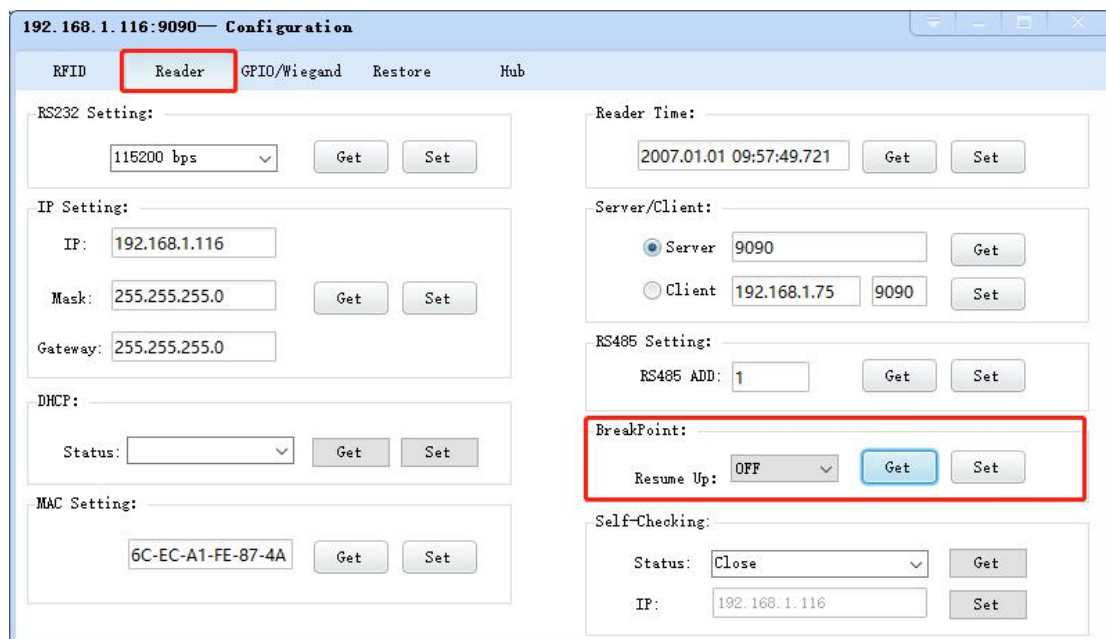 192.168.1.116:9090— Configuration
RFID Reader GPIO/Wiegand Restore Hub
RS232 Setting:
115200 bps Get Set
IP Setting:
IP: 192.168.1.116
Mask: 255.255.255.0 Get Set
Gateway: 255.255.255.0
DHCP:
Status: Get Set
MAC Setting:
6C-EC-A1-FE-87-4A Get Set
Reader Time:
2007.01.01 09:57:49.721 Get Set
Server/Client:
Server 9090 Get
Client 192.168.1.75 9090 Set
RS485 Setting:
RS485 ADD: 1 Get Set
BreakPoint:
Resume Up: OFF Get Set
Self-Checking:
Status: Close Get
IP: 192.168.1.116 Set